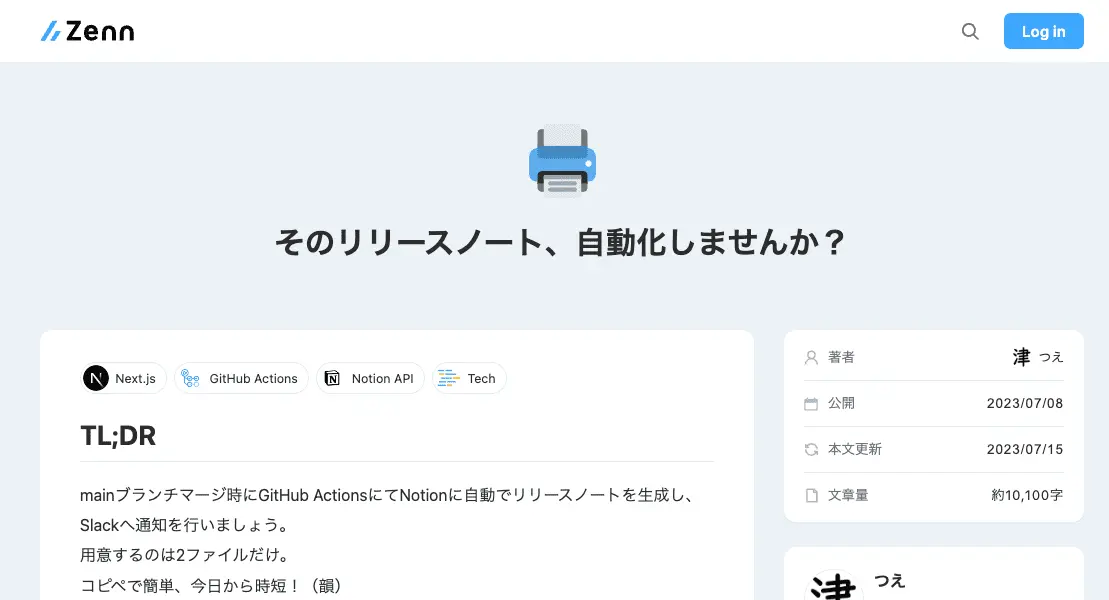 Zenn
Log in
そのリリースノート、自動化しませんか？
Next.js
GitHub Actions
Notion API
Tech
TL;DR
mainブランチマージ時にGitHub ActionsにてNotionに自動でリリースノートを生成し、
Slackへ通知を行いましょう。
用意するのは2ファイルだけ。
コピペで簡単、今日から時短！（韻）
著者
津 つえ
公開
2023/07/08
本文更新
2023/07/15
文章量
約10,100字
津
つえ